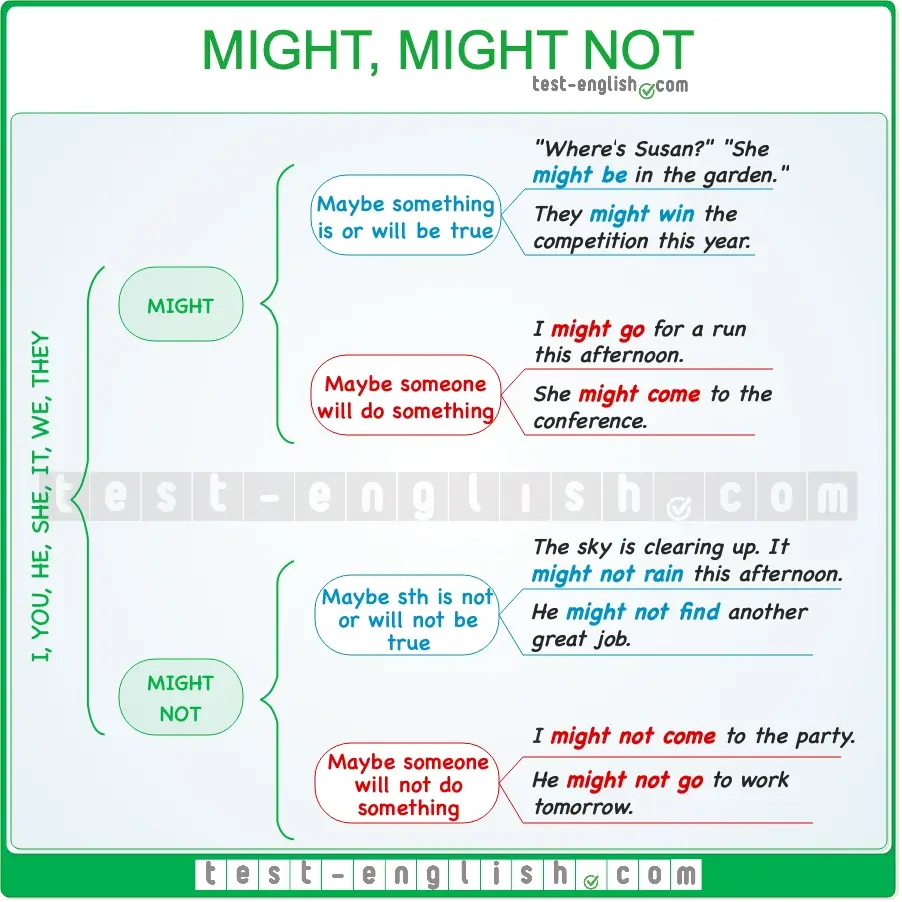 MIGHT, MIGHT NOT
test-english.com
I, YOU, HE, SHE, IT, WE, THEY
MIGHT
Maybe something
is or will be true
"Where's Susan?" "She
might be in the garden."
They might win the
competition this year.
Maybe someone
will do something
I might go for a run
this afternoon.
She might come to the
conference.
test-english.com
MIGHT
NOT
Maybe sth is not
or will not be
true
The sky is clearing up. It
might not rain this afternoon.
He might not find another
great job.
Maybe someone
will not do
something
I might not come to the party.
He might not go to work
tomorrow.
test-english.com